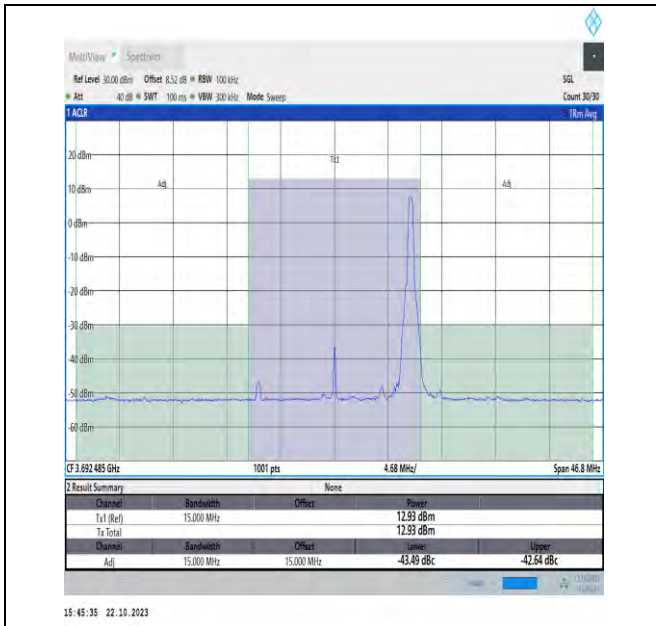 MultiView Spectrum
Ref Level 30.00 dBm Offset 8.52 dB RBW 100 kHz SGL
Att 40 dB SWT 100 ms VBW 300 kHz Mode Sweep Count 30/30
1 ACLR 1Rm Avg
20 dBm
Tx1
Adj Adj
10 dBm
0 dBm
-10 dBm
-20 dBm
-30 dBm
-40 dBm
-50 dBm
-60 dBm
CF 3.692 485 GHz 1001 pts 4.68 MHz/ Span 46.8 MHz
2 Result Summary None
Channel Bandwidth Offset Power
Tx1 (Ref) 15.000 MHz 12.93 dBm
Tx Total 12.93 dBm
Channel Bandwidth Offset Lower Upper
Adj 15.000 MHz 15.000 MHz -43.49 dBc -42.64 dBc
15:45:35 22.10.2023